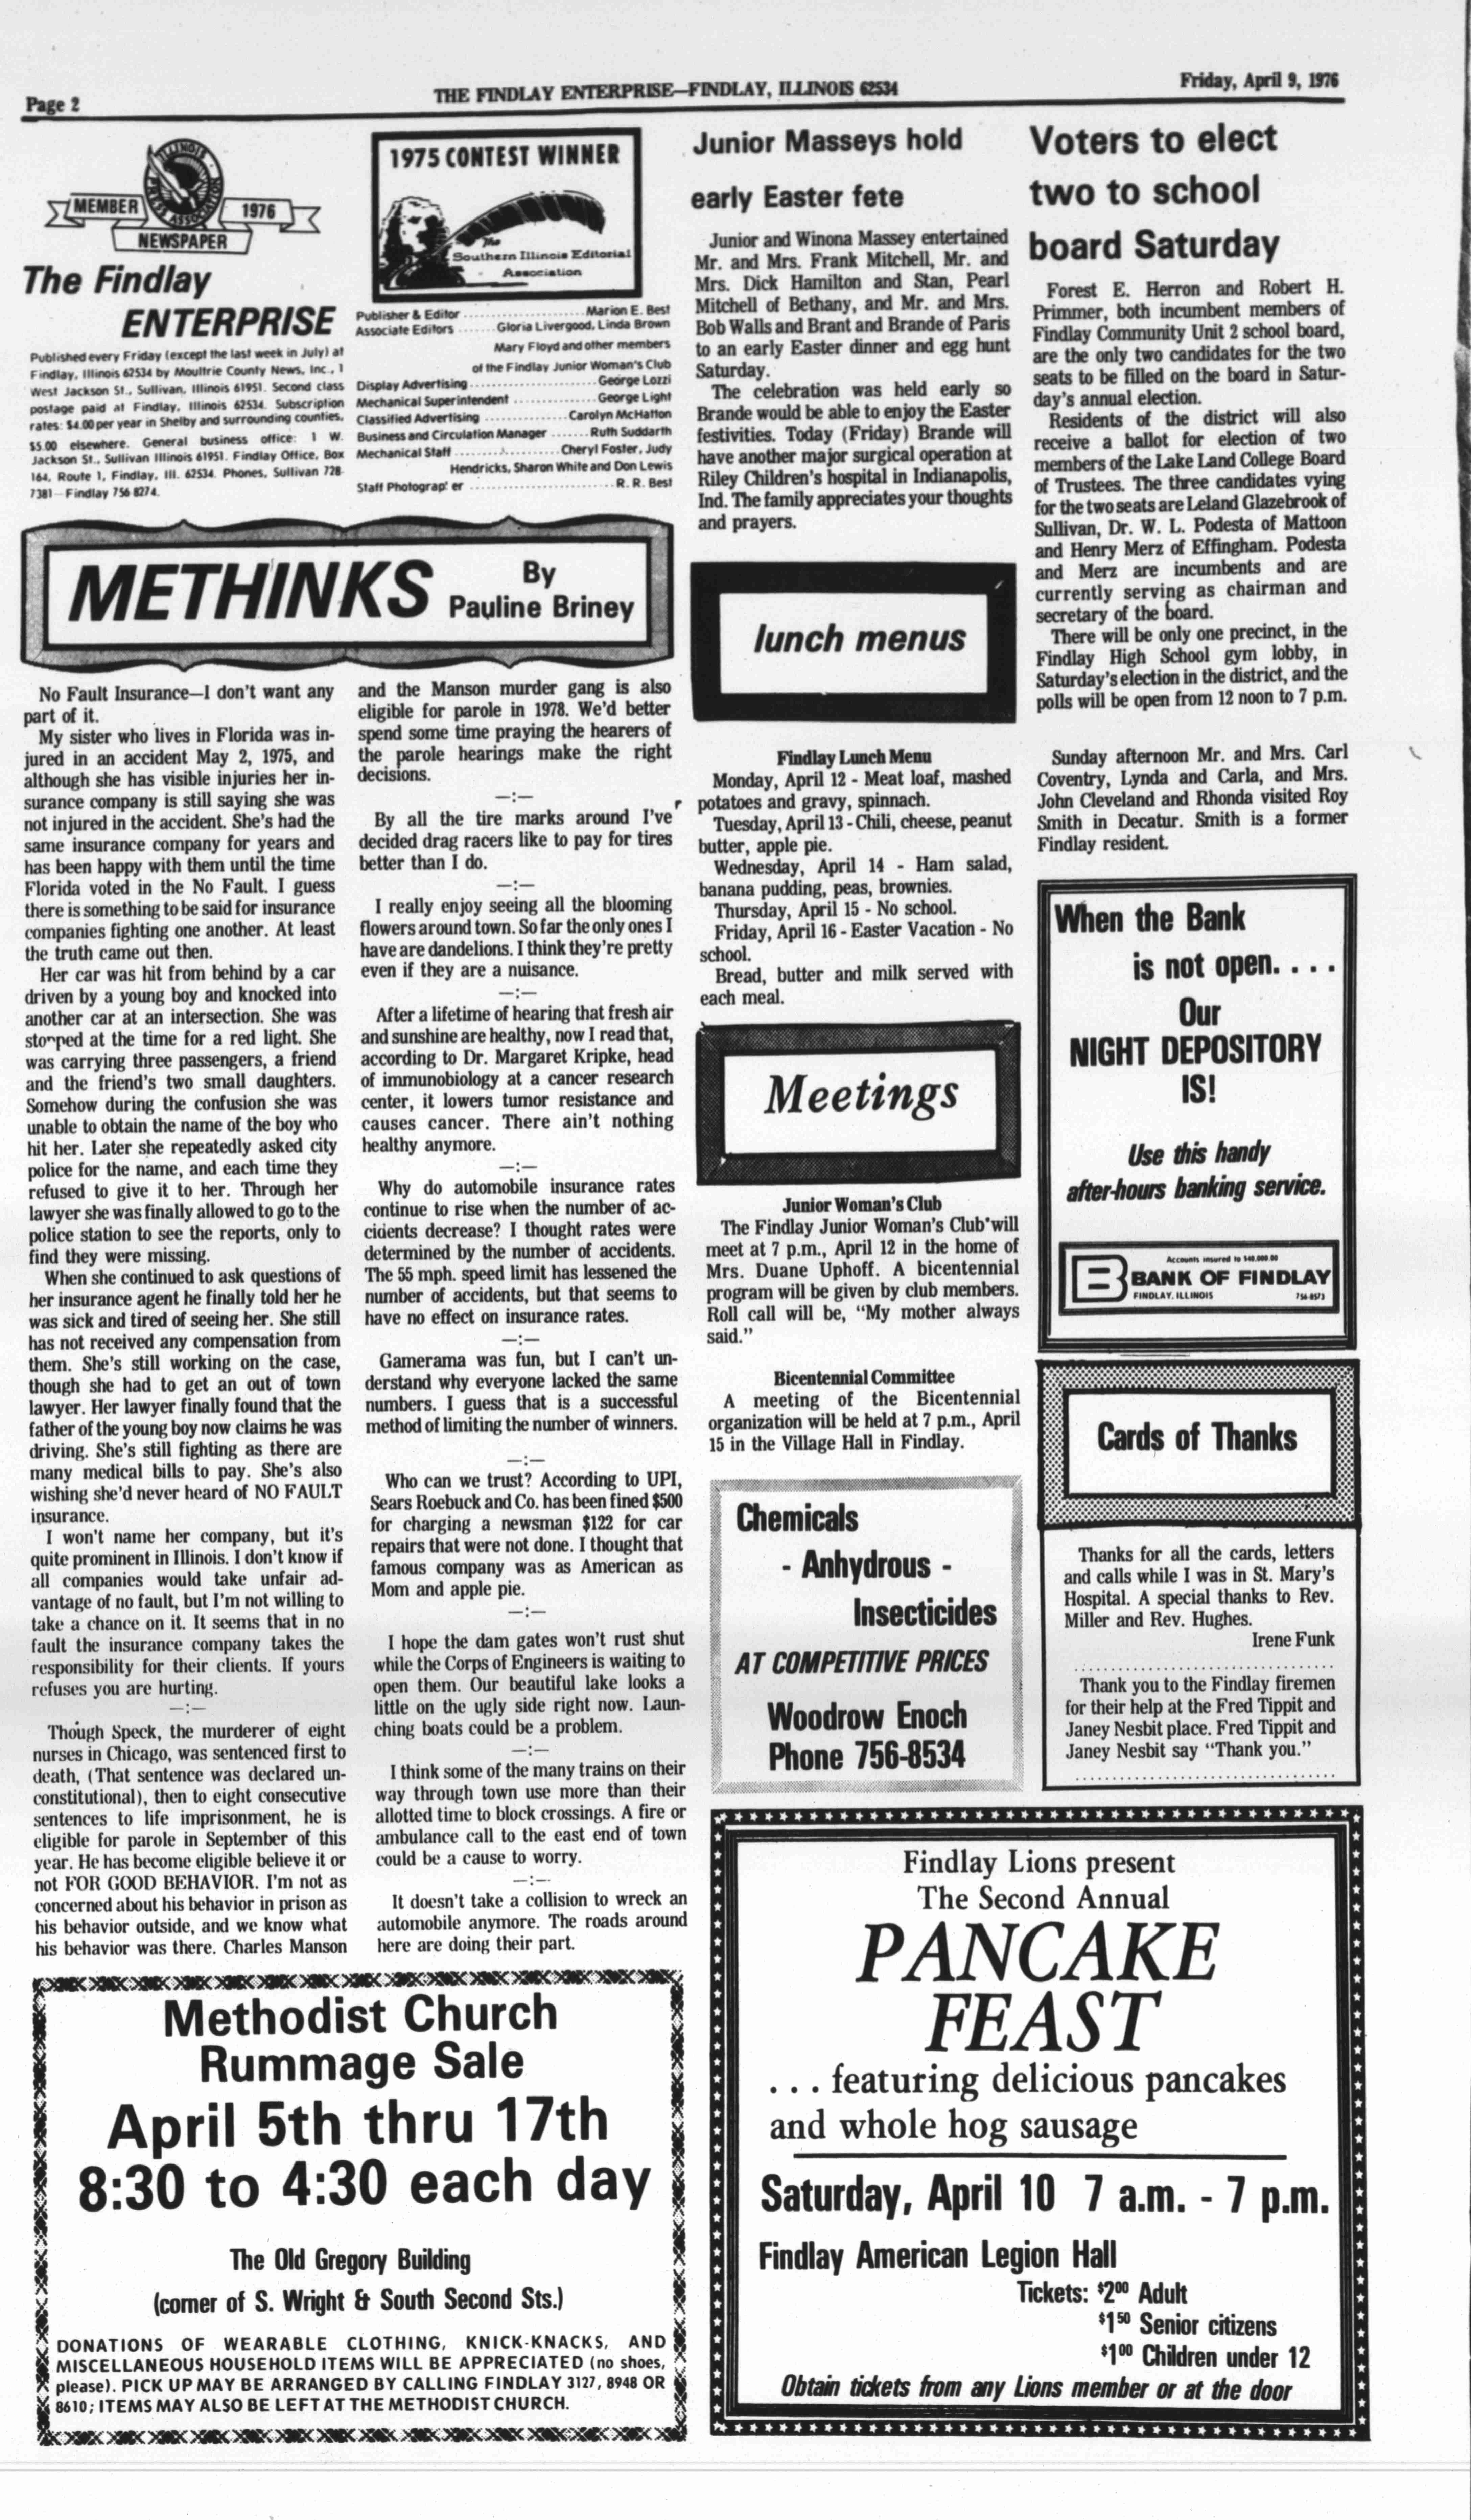 Page 2
THE FINDLAY ENTERPRISE—FINDLAY, ILLINOIS 62534
Friday, April 9, 1976
ILLINOIS
PRESS ASSOCIATION
MEMBER
1976
NEWSPAPER
The Findlay
ENTERPRISE
Published every Friday (except the last week in July) at
Findlay, Illinois 62534 by Moultrie County News, Inc., 1
West Jackson St., Sullivan, Illinois 61951. Second class
postage paid at Findlay, Illinois 62534. Subscription
rates: $4.00 per year in Shelby and surrounding counties,
$5.00 elsewhere. General business office: 1 W.
Jackson St., Sullivan Illinois 61951. Findlay Office, Box
164, Route 1, Findlay, Ill. 62534. Phones, Sullivan 728-
7381 — Findlay 756 8274.
1975 CONTEST WINNER
The
Southern Illinois Editorial
Association
Publisher & Editor ..................... Marion E. Best
Associate Editors ...... Gloria Livergood, Linda Brown
Mary Floyd and other members
of the Findlay Junior Woman's Club
Display Advertising ..................... George Lozzi
Mechanical Superintendent .............. George Light
Classified Advertising ............. Carolyn McHatton
Business and Circulation Manager ....... Ruth Suddarth
Mechanical Staff .............. Cheryl Foster, Judy
Hendricks, Sharon White and Don Lewis
Staff Photograp er ........................ R. R. Best
METHINKS
By
Pauline Briney
No Fault Insurance—I don't want any
part of it.
My sister who lives in Florida was in-
jured in an accident May 2, 1975, and
although she has visible injuries her in-
surance company is still saying she was
not injured in the accident. She's had the
same insurance company for years and
has been happy with them until the time
Florida voted in the No Fault. I guess
there is something to be said for insurance
companies fighting one another. At least
the truth came out then.
Her car was hit from behind by a car
driven by a young boy and knocked into
another car at an intersection. She was
stopped at the time for a red light. She
was carrying three passengers, a friend
and the friend's two small daughters.
Somehow during the confusion she was
unable to obtain the name of the boy who
hit her. Later she repeatedly asked city
police for the name, and each time they
refused to give it to her. Through her
lawyer she was finally allowed to go to the
police station to see the reports, only to
find they were missing.
When she continued to ask questions of
her insurance agent he finally told her he
was sick and tired of seeing her. She still
has not received any compensation from
them. She's still working on the case,
though she had to get an out of town
lawyer. Her lawyer finally found that the
father of the young boy now claims he was
driving. She's still fighting as there are
many medical bills to pay. She's also
wishing she'd never heard of NO FAULT
insurance.
I won't name her company, but it's
quite prominent in Illinois. I don't know if
all companies would take unfair ad-
vantage of no fault, but I'm not willing to
take a chance on it. It seems that in no
fault the insurance company takes the
responsibility for their clients. If yours
refuses you are hurting.
—:—
Though Speck, the murderer of eight
nurses in Chicago, was sentenced first to
death, (That sentence was declared un-
constitutional), then to eight consecutive
sentences to life imprisonment, he is
eligible for parole in September of this
year. He has become eligible believe it or
not FOR GOOD BEHAVIOR. I'm not as
concerned about his behavior in prison as
his behavior outside, and we know what
his behavior was there. Charles Manson
and the Manson murder gang is also
eligible for parole in 1978. We'd better
spend some time praying the hearers of
the parole hearings make the right
decisions.
—:—
By all the tire marks around I've
decided drag racers like to pay for tires
better than I do.
—:—
I really enjoy seeing all the blooming
flowers around town. So far the only ones I
have are dandelions. I think they're pretty
even if they are a nuisance.
—:—
After a lifetime of hearing that fresh air
and sunshine are healthy, now I read that,
according to Dr. Margaret Kripke, head
of immunobiology at a cancer research
center, it lowers tumor resistance and
causes cancer. There ain't nothing
healthy anymore.
—:—
Why do automobile insurance rates
continue to rise when the number of ac-
cidents decrease? I thought rates were
determined by the number of accidents.
The 55 mph. speed limit has lessened the
number of accidents, but that seems to
have no effect on insurance rates.
—:—
Gamerama was fun, but I can't un-
derstand why everyone lacked the same
numbers. I guess that is a successful
method of limiting the number of winners.
—:—
Who can we trust? According to UPI,
Sears Roebuck and Co. has been fined $500
for charging a newsman $122 for car
repairs that were not done. I thought that
famous company was as American as
Mom and apple pie.
—:—
I hope the dam gates won't rust shut
while the Corps of Engineers is waiting to
open them. Our beautiful lake looks a
little on the ugly side right now. Laun-
ching boats could be a problem.
—:—
I think some of the many trains on their
way through town use more than their
allotted time to block crossings. A fire or
ambulance call to the east end of town
could be a cause to worry.
—:—
It doesn't take a collision to wreck an
automobile anymore. The roads around
here are doing their part.
Methodist Church
Rummage Sale
April 5th thru 17th
8:30 to 4:30 each day
The Old Gregory Building
(corner of S. Wright & South Second Sts.)
DONATIONS OF WEARABLE CLOTHING, KNICK-KNACKS, AND
MISCELLANEOUS HOUSEHOLD ITEMS WILL BE APPRECIATED (no shoes,
please). PICK UP MAY BE ARRANGED BY CALLING FINDLAY 3127, 8948 OR
8610; ITEMS MAY ALSO BE LEFT AT THE METHODIST CHURCH.
Junior Masseys hold
early Easter fete
Junior and Winona Massey entertained
Mr. and Mrs. Frank Mitchell, Mr. and
Mrs. Dick Hamilton and Stan, Pearl
Mitchell of Bethany, and Mr. and Mrs.
Bob Walls and Brant and Brande of Paris
to an early Easter dinner and egg hunt
Saturday.
The celebration was held early so
Brande would be able to enjoy the Easter
festivities. Today (Friday) Brande will
have another major surgical operation at
Riley Children's hospital in Indianapolis,
Ind. The family appreciates your thoughts
and prayers.
lunch menus
Findlay Lunch Menu
Monday, April 12 - Meat loaf, mashed
potatoes and gravy, spinnach.
Tuesday, April 13 - Chili, cheese, peanut
butter, apple pie.
Wednesday, April 14 - Ham salad,
banana pudding, peas, brownies.
Thursday, April 15 - No school.
Friday, April 16 - Easter Vacation - No
school.
Bread, butter and milk served with
each meal.
Meetings
Junior Woman's Club
The Findlay Junior Woman's Club will
meet at 7 p.m., April 12 in the home of
Mrs. Duane Uphoff. A bicentennial
program will be given by club members.
Roll call will be, "My mother always
said."
Bicentennial Committee
A meeting of the Bicentennial
organization will be held at 7 p.m., April
15 in the Village Hall in Findlay.
Chemicals
- Anhydrous -
Insecticides
AT COMPETITIVE PRICES
Woodrow Enoch
Phone 756-8534
Voters to elect
two to school
board Saturday
Forest E. Herron and Robert H.
Primmer, both incumbent members of
Findlay Community Unit 2 school board,
are the only two candidates for the two
seats to be filled on the board in Satur-
day's annual election.
Residents of the district will also
receive a ballot for election of two
members of the Lake Land College Board
of Trustees. The three candidates vying
for the two seats are Leland Glazebrook of
Sullivan, Dr. W. L. Podesta of Mattoon
and Henry Merz of Effingham. Podesta
and Merz are incumbents and are
currently serving as chairman and
secretary of the board.
There will be only one precinct, in the
Findlay High School gym lobby, in
Saturday's election in the district, and the
polls will be open from 12 noon to 7 p.m.
Sunday afternoon Mr. and Mrs. Carl
Coventry, Lynda and Carla, and Mrs.
John Cleveland and Rhonda visited Roy
Smith in Decatur. Smith is a former
Findlay resident.
When the Bank
is not open. . . .
Our
NIGHT DEPOSITORY
IS!
Use this handy
after-hours banking service.
Accounts insured to $40,000.00
BANK OF FINDLAY
FINDLAY, ILLINOIS 756-8573
Cards of Thanks
Thanks for all the cards, letters
and calls while I was in St. Mary's
Hospital. A special thanks to Rev.
Miller and Rev. Hughes.
Irene Funk
Thank you to the Findlay firemen
for their help at the Fred Tippit and
Janey Nesbit place. Fred Tippit and
Janey Nesbit say "Thank you."
Findlay Lions present
The Second Annual
PANCAKE
FEAST
. . . featuring delicious pancakes
and whole hog sausage
Saturday, April 10 7 a.m. - 7 p.m.
Findlay American Legion Hall
Tickets: $2.00 Adult
$1.50 Senior citizens
$1.00 Children under 12
Obtain tickets from any Lions member or at the door